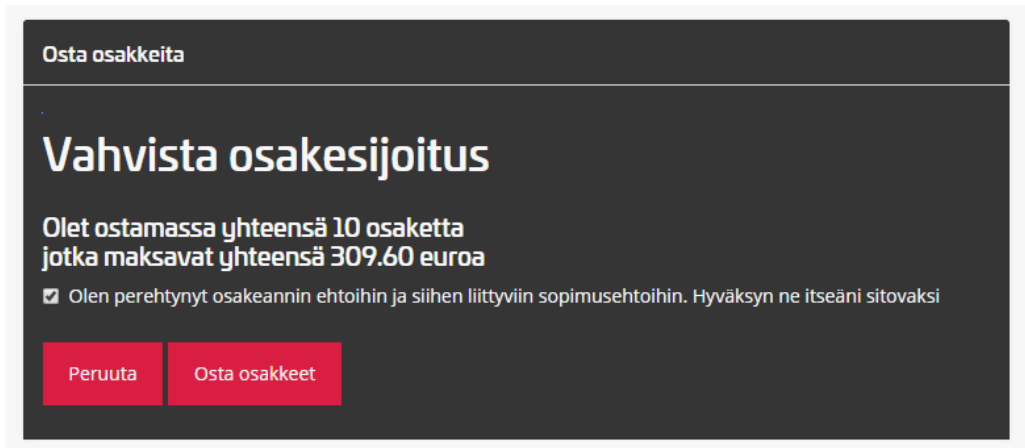 Osta osakkeita
Vahvista osakesijoitus
Olet ostamassa yhteensä 10 osaketta
jotka maksavat yhteensä 309.60 euroa
Olen perehtynyt osakeannin ehtoihin ja siihen liittyviin sopimusehtoihin. Hyväksyn ne itseäni sitovaksi
Peruuta Osta osakkeet